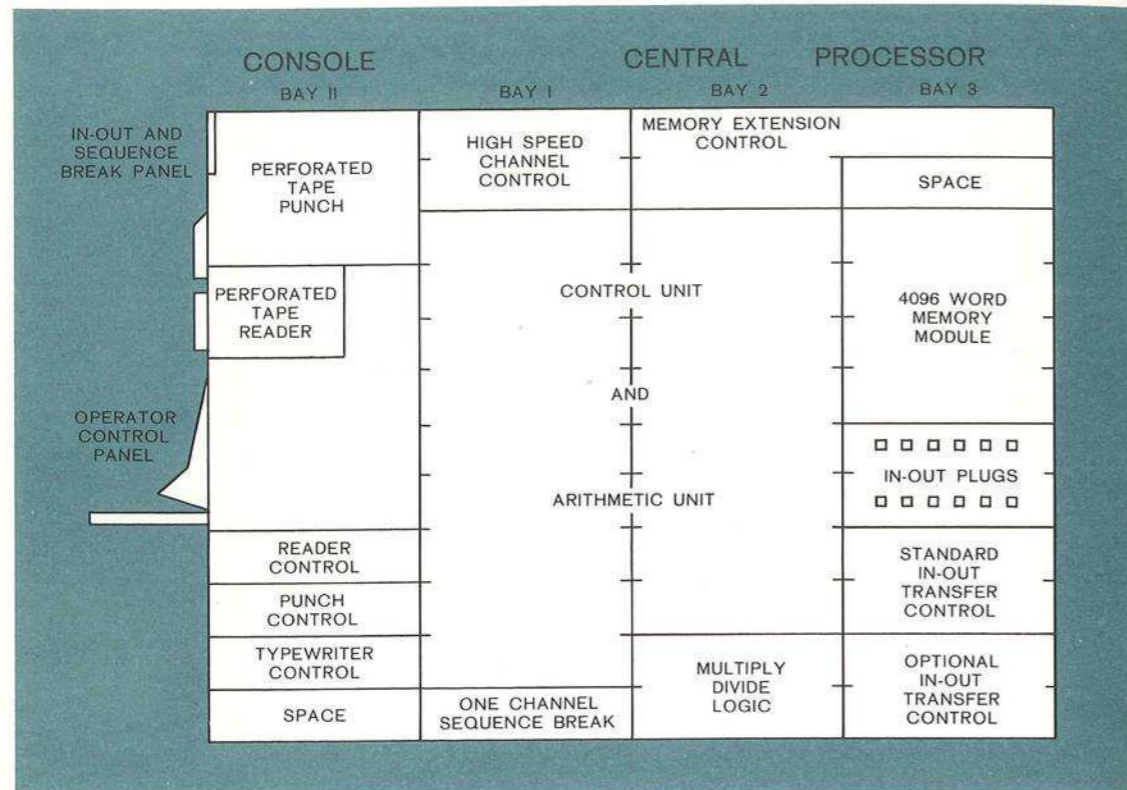 CONSOLE
CENTRAL PROCESSOR
BAY II
BAY I
BAY 2
BAY 3
IN-OUT AND
SEQUENCE
BREAK PANEL
PERFORATED
TAPE
PUNCH
HIGH SPEED
CHANNEL
CONTROL
MEMORY EXTENSION
CONTROL
SPACE
PERFORATED
TAPE
READER
CONTROL UNIT
AND
ARITHMETIC UNIT
4096 WORD
MEMORY
MODULE
OPERATOR
CONTROL
PANEL
IN-OUT PLUGS
READER
CONTROL
PUNCH
CONTROL
TYPEWRITER
CONTROL
SPACE
ONE CHANNEL
SEQUENCE BREAK
MULTIPLY
DIVIDE
LOGIC
STANDARD
IN-OUT
TRANSFER
CONTROL
OPTIONAL
IN-OUT
TRANSFER
CONTROL